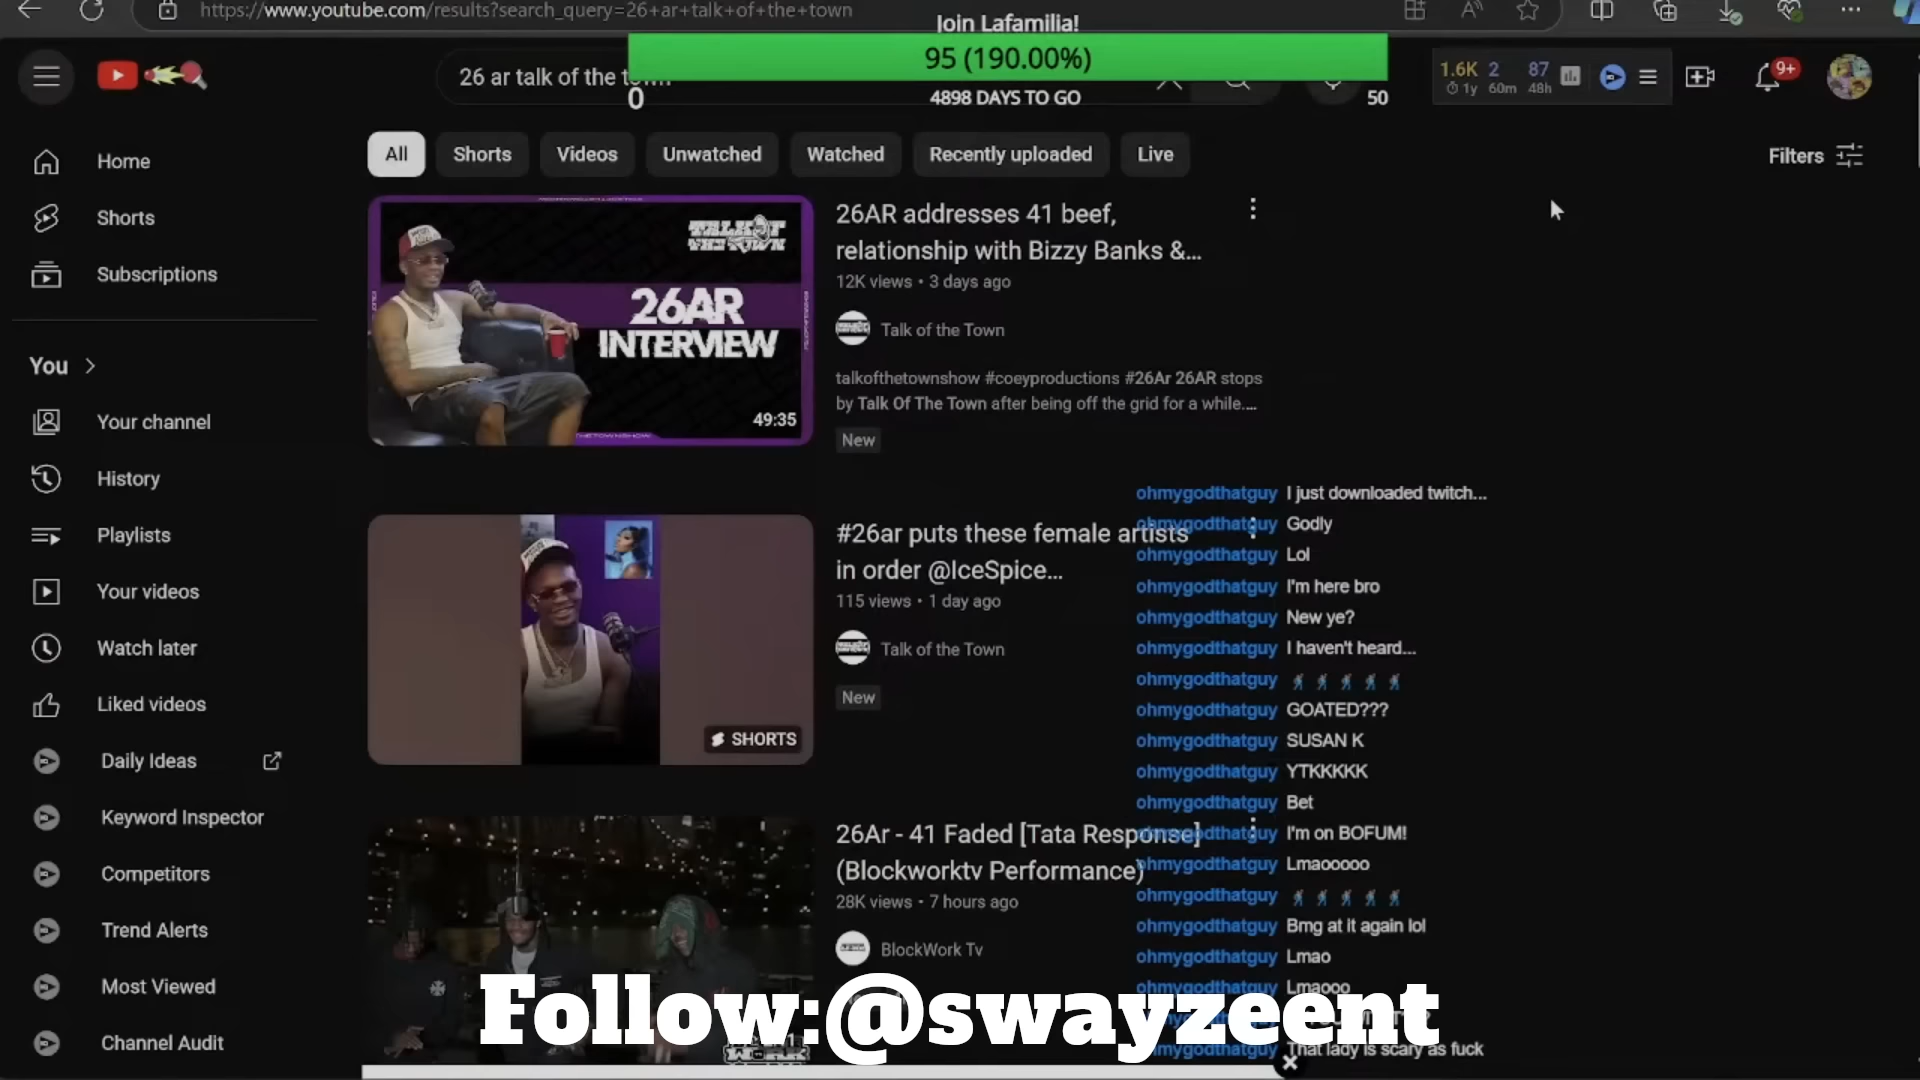 https://www.youtube.com/results?search_query=26+ar+talk+of+the+town
Join Lafamilia!
95 (190.00%)
0
4898 DAYS TO GO
50
26 ar talk of the town
1.6K 2 87
1y 60m 48h
9+
All
Shorts
Videos
Unwatched
Watched
Recently uploaded
Live
Filters
Home
Shorts
Subscriptions
You
Your channel
History
Playlists
Your videos
Watch later
Liked videos
Daily Ideas
Keyword Inspector
Competitors
Trend Alerts
Most Viewed
Channel Audit
TALK OF
THE TOWN
26AR
INTERVIEW
49:35
26AR addresses 41 beef,
relationship with Bizzy Banks &...
12K views • 3 days ago
Talk of the Town
talkofthetownshow #coeyproductions #26Ar 26AR stops
by Talk Of The Town after being off the grid for a while....
New
SHORTS
#26ar puts these female artists
in order @IceSpice...
115 views • 1 day ago
Talk of the Town
New
26Ar - 41 Faded [Tata Response]
(Blockworktv Performance)
28K views • 7 hours ago
BlockWork Tv
ohmygodthatguy I just downloaded twitch...
ohmygodthatguy Godly
ohmygodthatguy Lol
ohmygodthatguy I'm here bro
ohmygodthatguy New ye?
ohmygodthatguy I haven't heard...
ohmygodthatguy
ohmygodthatguy GOATED???
ohmygodthatguy SUSAN K
ohmygodthatguy YTKKKKK
ohmygodthatguy Bet
ohmygodthatguy I'm on BOFUM!
ohmygodthatguy Lmaooooo
ohmygodthatguy
ohmygodthatguy Bmg at it again lol
ohmygodthatguy Lmao
ohmygodthatguy Lmaooo
ohmygodthatguy That lady is scary as fuck
Follow:@swayzeent